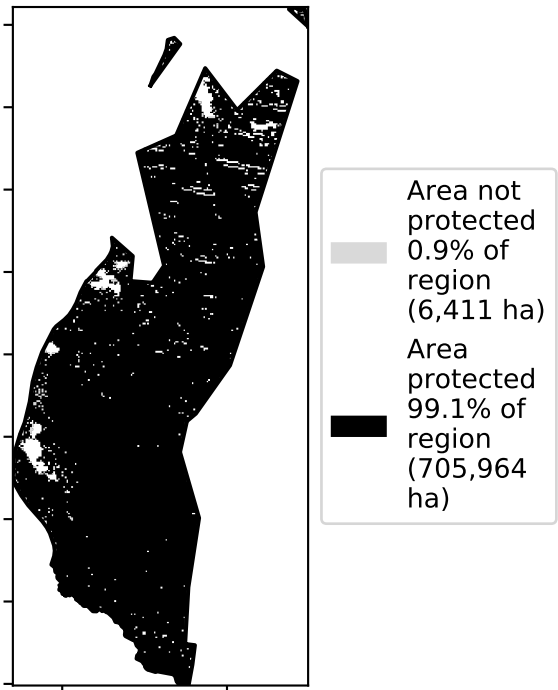 Area not
protected
0.9% of
region
(6,411 ha)
Area
protected
99.1% of
region
(705,964
ha)